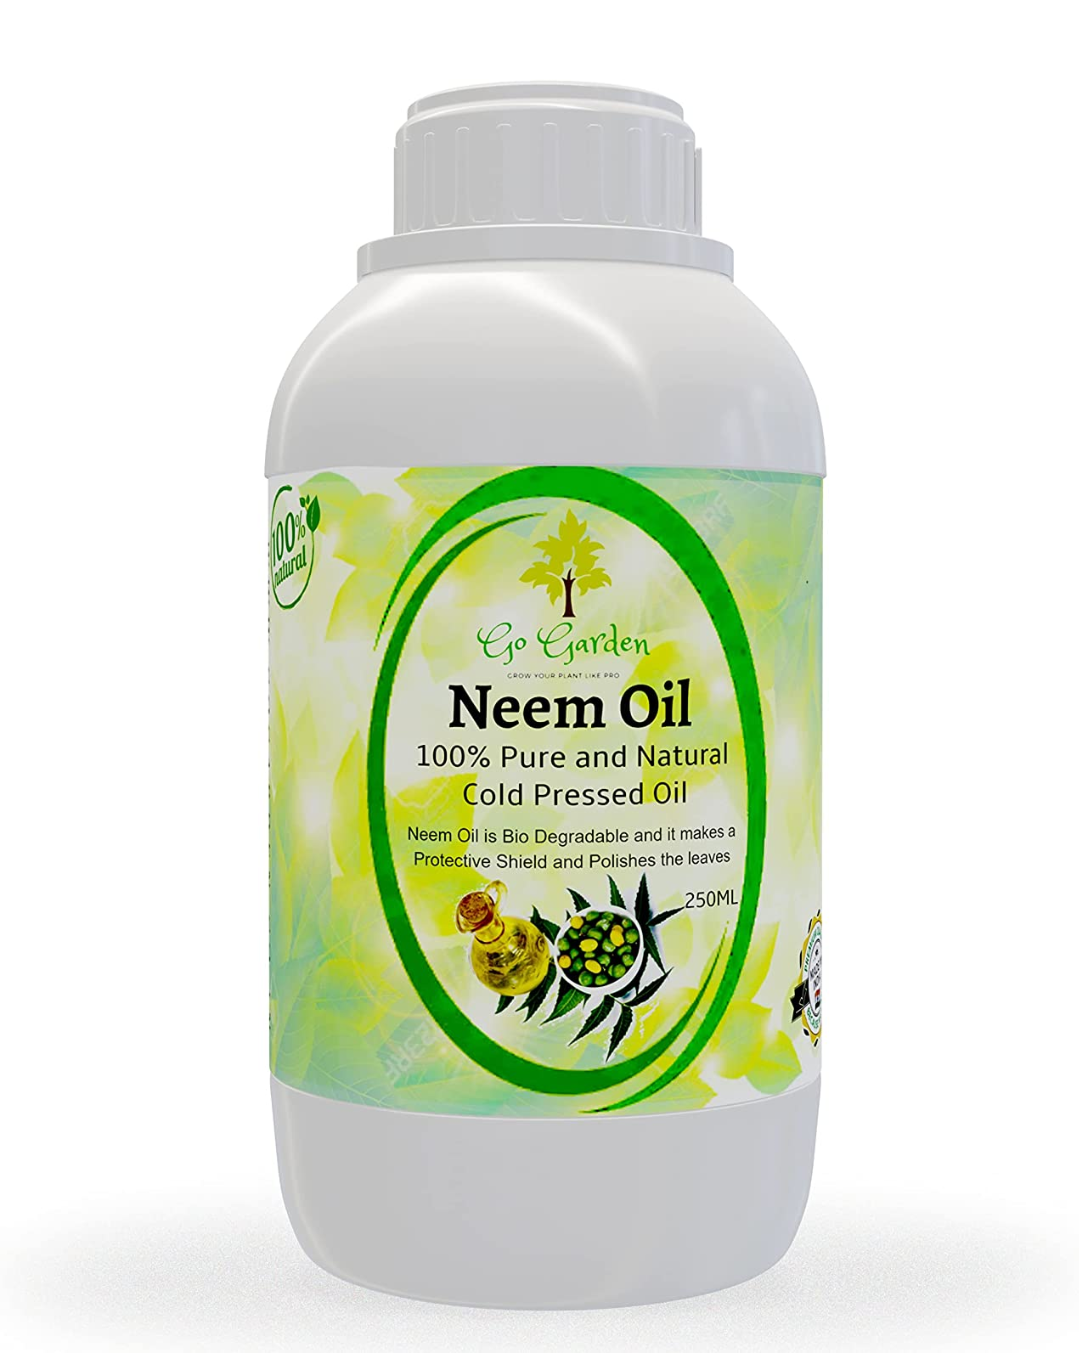 100%
natural
Go Garden
GROW YOUR PLANT LIKE PRO
Neem Oil
100% Pure and Natural
Cold Pressed Oil
Neem Oil is Bio Degradable and it makes a
Protective Shield and Polishes the leaves
250ML